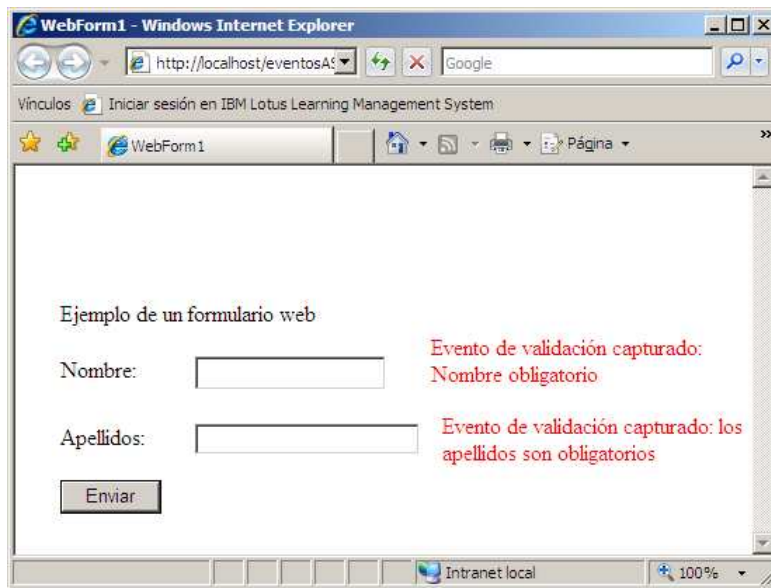 WebForm1 - Windows Internet Explorer
http://localhost/eventosAS
Google
Vínculos Iniciar sesión en IBM Lotus Learning Management System
WebForm1
Página
Ejemplo de un formulario web
Nombre:
Evento de validación capturado:
Nombre obligatorio
Apellidos:
Evento de validación capturado: los
apellidos son obligatorios
Enviar
Intranet local
100%